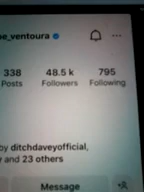 e_ventoura
338 48.5 k 795
Posts Followers Following
by ditchdaveyofficial,
and 23 others
Message